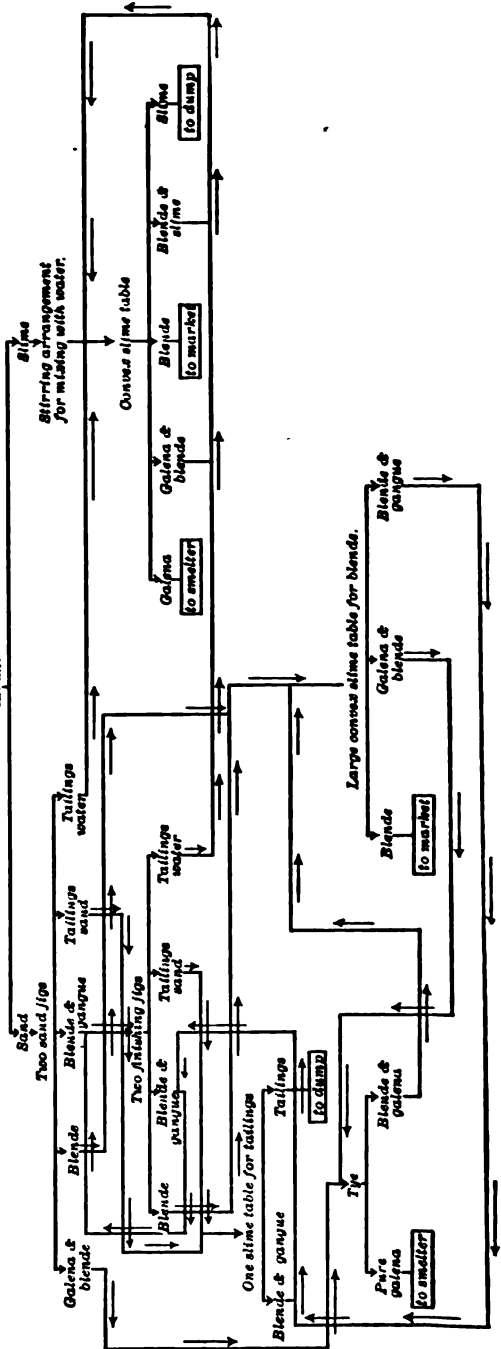 Sand
Slime
Two sand jigs
Stirring arrangement
for mixing with water.
Galena &
blende
Blende
Blende &
gangue
Tailings
sand
Tailings
water
Convex slime table
Two finishing jigs
Galena
to smelter
Galena &
blende
Blende
to market
Blende &
slime
Slime
to dump
Blende
Blende &
gangue
Tailings
sand
Tailings
water
One slime table for tailings
Blende & gangue
Tailings
to dump
Large convex slime table for blende.
Blende
to market
Galena &
blende
Blende &
gangue
Tye
Pure
galena
to smelter
Blende &
galena